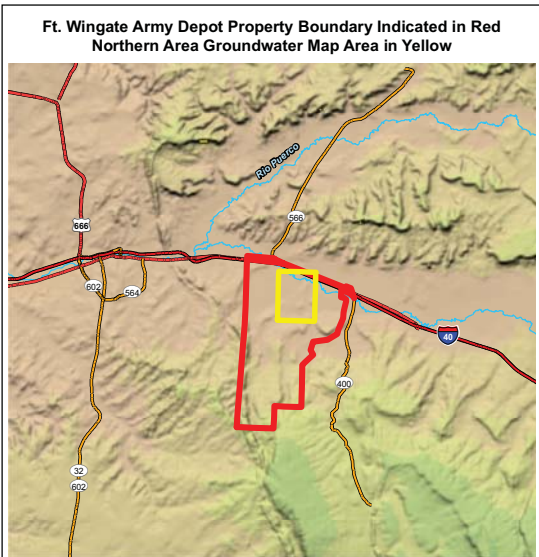 Ft. Wingate Army Depot Property Boundary Indicated in Red
Northern Area Groundwater Map Area in Yellow
Rio Puerco
566
666
602
564
40
400
32
602